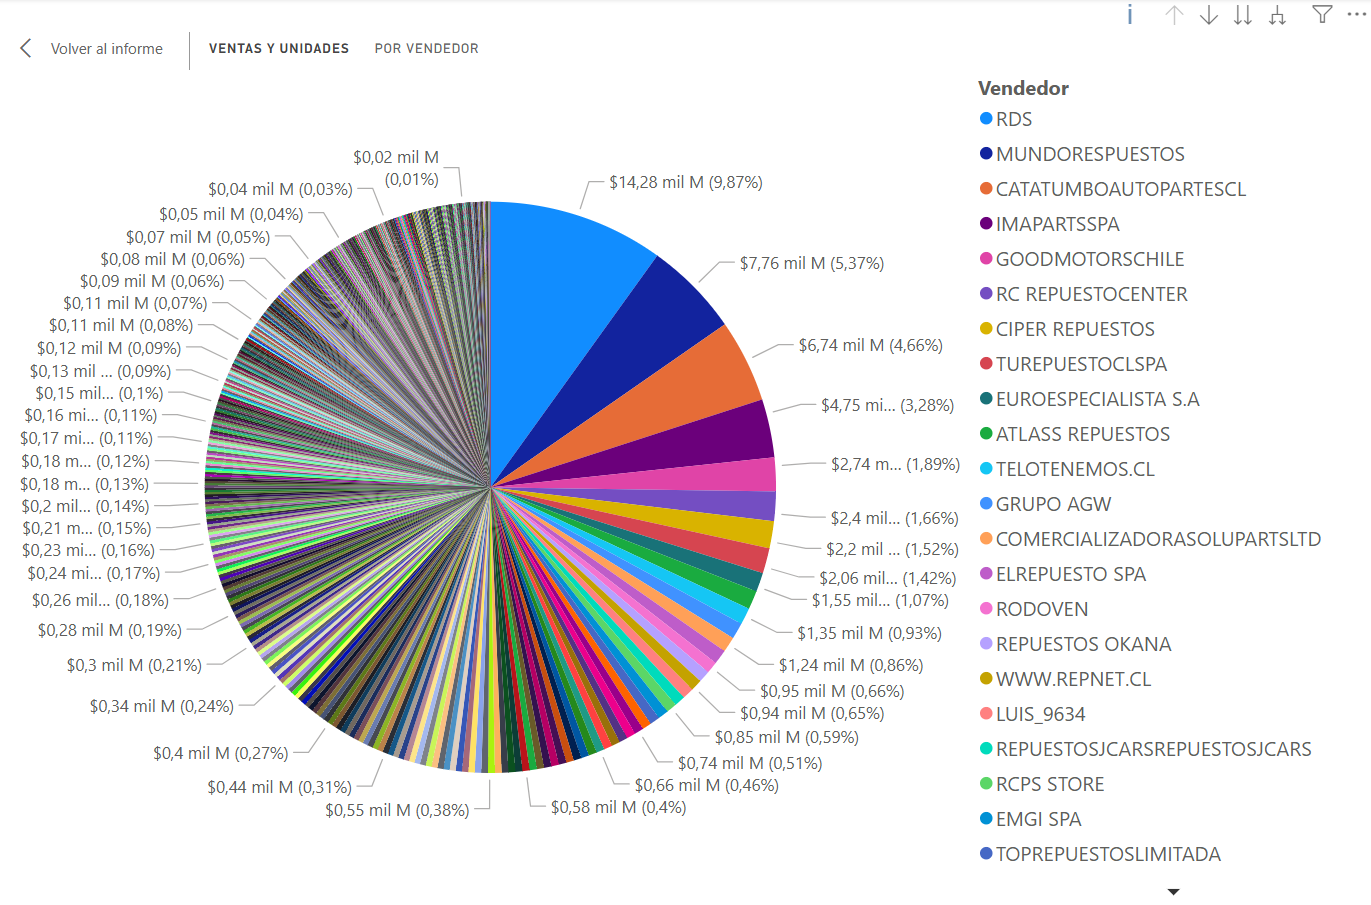 Volver al informe
VENTAS Y UNIDADES
POR VENDEDOR
Vendedor
RDS
MUNDORESPUESTOS
CATATUMBOAUTOPARTESCL
IMAPARTSSPA
GOODMOTORSCHILE
RC REPUESTOCENTER
CIPER REPUESTOS
TUREPUESTOCLSPA
EUROESPECIALISTA S.A
ATLASS REPUESTOS
TELOTENEMOS.CL
GRUPO AGW
COMERCIALIZADORASOLUPARTSLTD
ELREPUESTO SPA
RODOVEN
REPUESTOS OKANA
WWW.REPNET.CL
LUIS_9634
REPUESTOSJCARSREPUESTOSJCARS
RCPS STORE
EMGI SPA
TOPREPUESTOSLIMITADA
$14,28 mil M (9,87%)
$7,76 mil M (5,37%)
$6,74 mil M (4,66%)
$4,75 mi... (3,28%)
$2,74 m... (1,89%)
$2,4 mil... (1,66%)
$2,2 mil ... (1,52%)
$2,06 mil... (1,42%)
$1,55 mil... (1,07%)
$1,35 mil M (0,93%)
$1,24 mil M (0,86%)
$0,95 mil M (0,66%)
$0,94 mil M (0,65%)
$0,85 mil M (0,59%)
$0,74 mil M (0,51%)
$0,66 mil M (0,46%)
$0,58 mil M (0,4%)
$0,55 mil M (0,38%)
$0,44 mil M (0,31%)
$0,4 mil M (0,27%)
$0,34 mil M (0,24%)
$0,3 mil M (0,21%)
$0,28 mil M (0,19%)
$0,26 mil... (0,18%)
$0,24 mi... (0,17%)
$0,23 mi... (0,16%)
$0,21 m... (0,15%)
$0,2 mil ... (0,14%)
$0,18 m... (0,13%)
$0,18 m... (0,12%)
$0,17 mi... (0,11%)
$0,16 mi... (0,11%)
$0,15 mil... (0,1%)
$0,13 mil ... (0,09%)
$0,12 mil M (0,09%)
$0,11 mil M (0,08%)
$0,11 mil M (0,07%)
$0,09 mil M (0,06%)
$0,08 mil M (0,06%)
$0,07 mil M (0,05%)
$0,05 mil M (0,04%)
$0,04 mil M (0,03%)
$0,02 mil M
(0,01%)